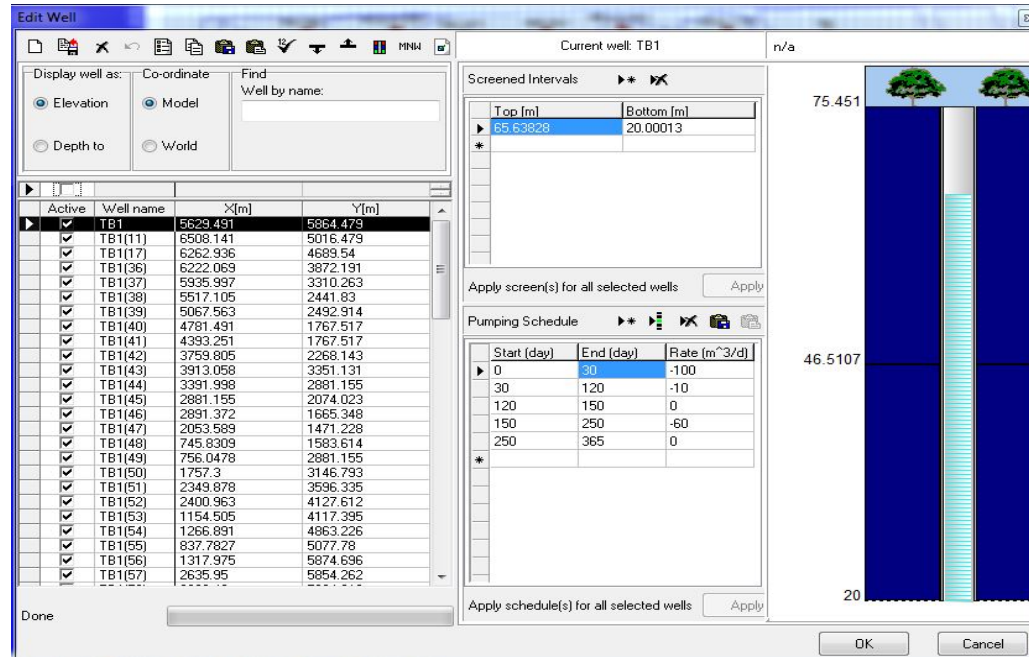 Edit Well
MNW
Current well: TB1
n/a
Display well as:
Elevation
Depth to
Co-ordinate
Model
World
Find
Well by name:
Active Well name X[m] Y[m]
TB1 5629.491 5864.479
TB1(11) 6508.141 5016.479
TB1(17) 6262.936 4689.54
TB1(36) 6222.069 3872.191
TB1(37) 5935.997 3310.263
TB1(38) 5517.105 2441.83
TB1(39) 5067.563 2492.914
TB1(40) 4781.491 1767.517
TB1(41) 4393.251 1767.517
TB1(42) 3759.805 2268.143
TB1(43) 3913.058 3351.131
TB1(44) 3391.998 2881.155
TB1(45) 2881.155 2074.023
TB1(46) 2891.372 1665.348
TB1(47) 2053.589 1471.228
TB1(48) 745.8309 1583.614
TB1(49) 756.0478 2881.155
TB1(50) 1757.3 3146.793
TB1(51) 2349.878 3596.335
TB1(52) 2400.963 4127.612
TB1(53) 1154.505 4117.395
TB1(54) 1266.891 4863.226
TB1(55) 837.7827 5077.78
TB1(56) 1317.975 5874.696
TB1(57) 2635.95 5854.262
Done
Screened Intervals
Top [m] Bottom [m]
65.63828 20.00013
Apply screen(s) for all selected wells Apply
Pumping Schedule
Start (day) End (day) Rate (m^3/d)
0 30 -100
30 120 -10
120 150 0
150 250 -60
250 365 0
Apply schedule(s) for all selected wells Apply
75.451
46.5107
20
OK Cancel